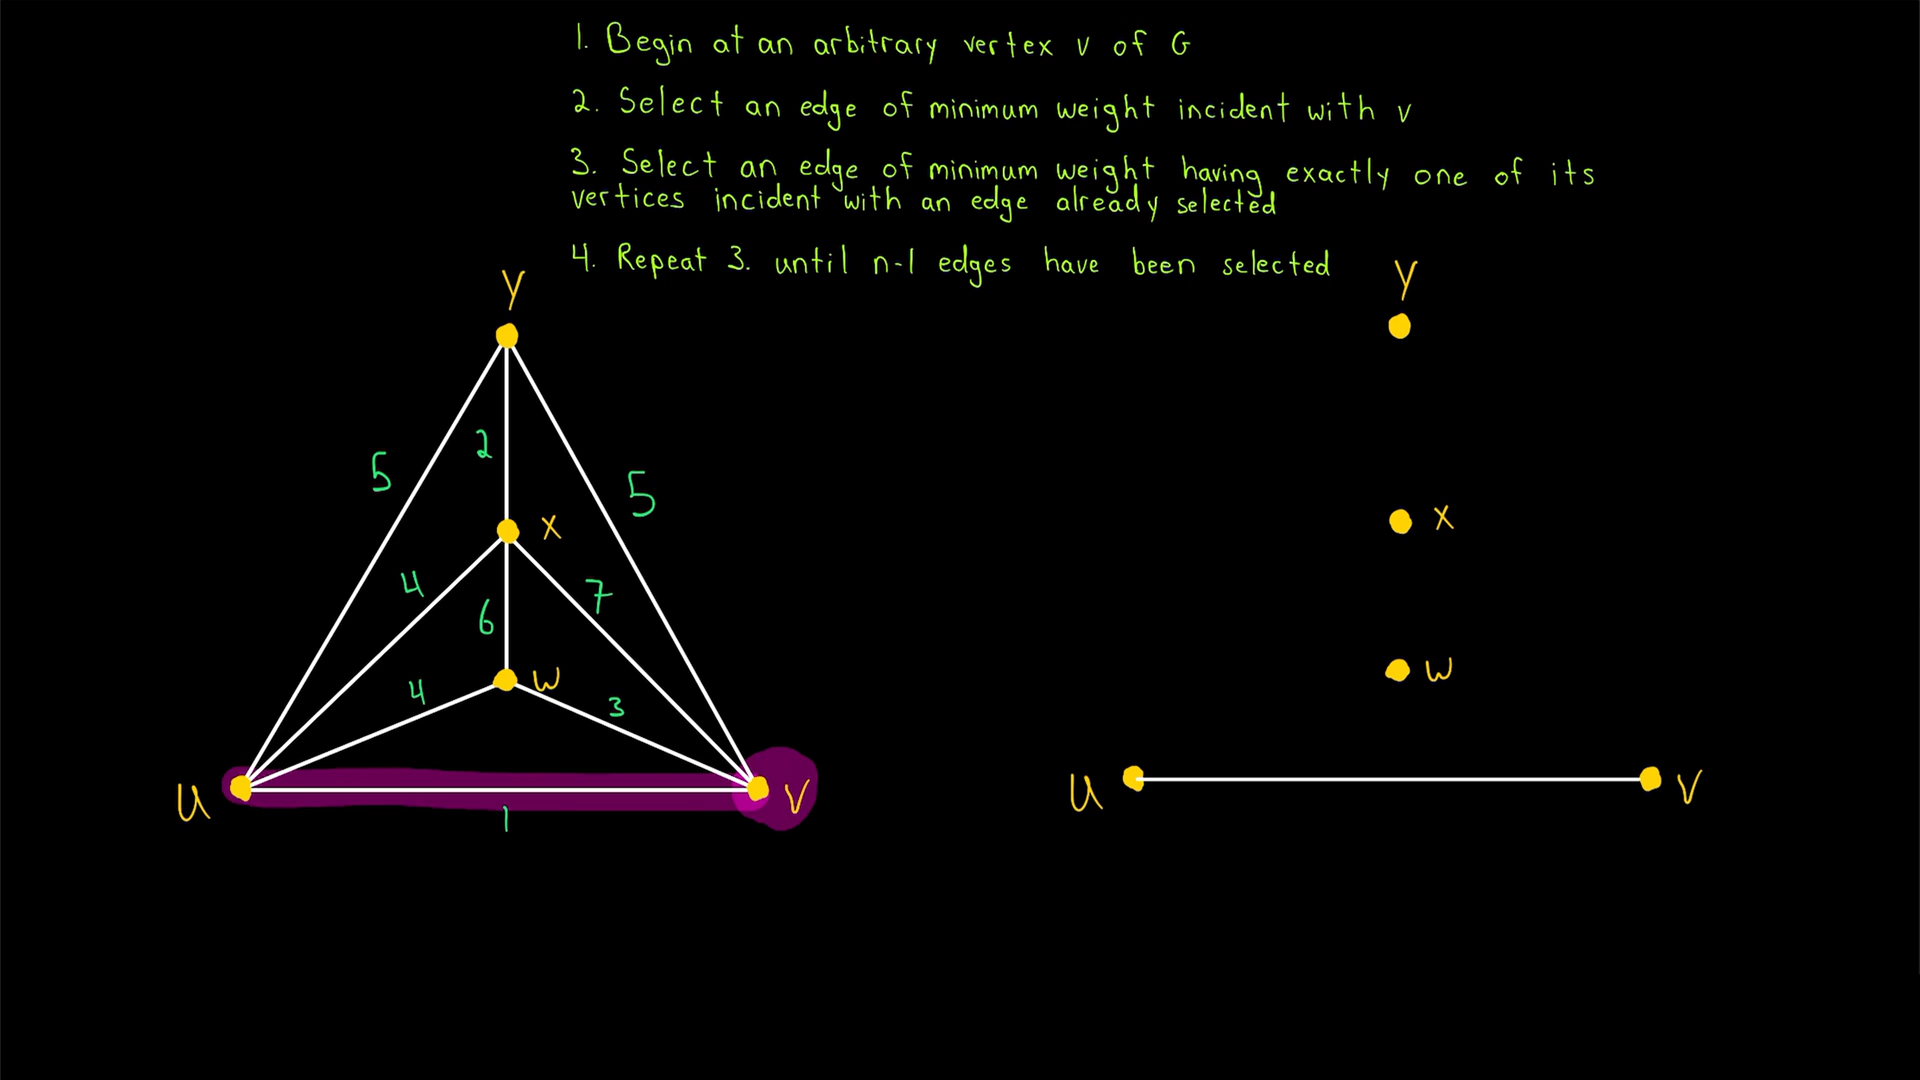 1. Begin at an arbitrary vertex v of G
2. Select an edge of minimum weight incident with v
3. Select an edge of minimum weight having exactly one of its
vertices incident with an edge already selected
4. Repeat 3. until n-1 edges have been selected
y
y
2
5
5
x
x
4
7
6
w
w
4
3
u
v
1
u
v